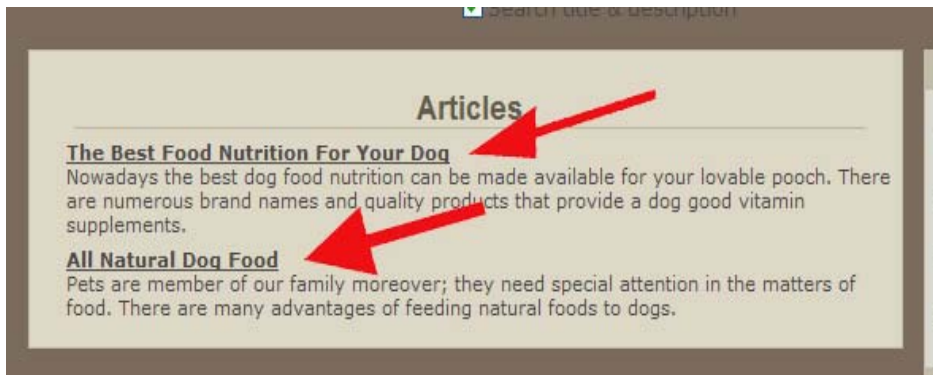 Search title & description
Articles
The Best Food Nutrition For Your Dog
Nowadays the best dog food nutrition can be made available for your lovable pooch. There
are numerous brand names and quality products that provide a dog good vitamin
supplements.
All Natural Dog Food
Pets are member of our family moreover; they need special attention in the matters of
food. There are many advantages of feeding natural foods to dogs.